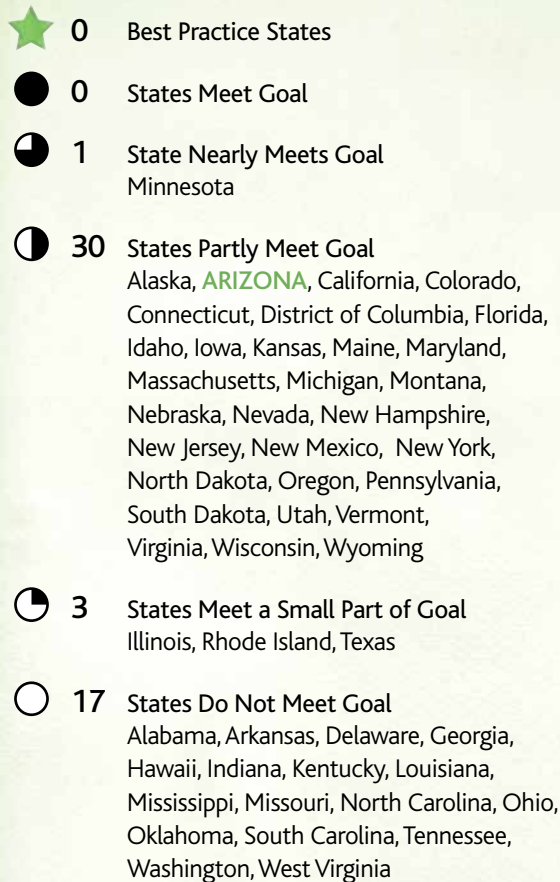 0 Best Practice States
0 States Meet Goal
1 State Nearly Meets Goal
Minnesota
30 States Partly Meet Goal
Alaska, ARIZONA, California, Colorado,
Connecticut, District of Columbia, Florida,
Idaho, Iowa, Kansas, Maine, Maryland,
Massachusetts, Michigan, Montana,
Nebraska, Nevada, New Hampshire,
New Jersey, New Mexico, New York,
North Dakota, Oregon, Pennsylvania,
South Dakota, Utah, Vermont,
Virginia, Wisconsin, Wyoming
3 States Meet a Small Part of Goal
Illinois, Rhode Island, Texas
17 States Do Not Meet Goal
Alabama, Arkansas, Delaware, Georgia,
Hawaii, Indiana, Kentucky, Louisiana,
Mississippi, Missouri, North Carolina, Ohio,
Oklahoma, South Carolina, Tennessee,
Washington, West Virginia